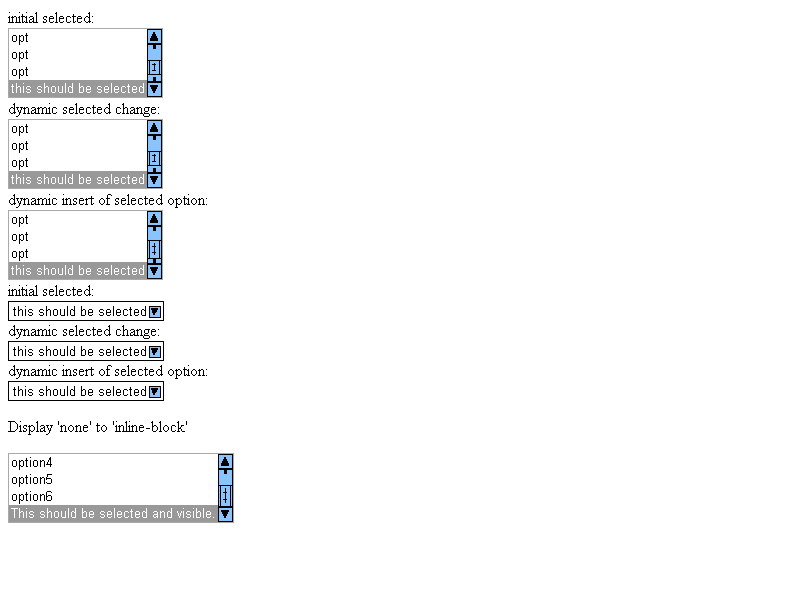 initial selected:
opt
opt
opt
this should be selected
dynamic selected change:
opt
opt
opt
this should be selected
dynamic insert of selected option:
opt
opt
opt
this should be selected
initial selected:
this should be selected
dynamic selected change:
this should be selected
dynamic insert of selected option:
this should be selected
Display 'none' to 'inline-block'
option4
option5
option6
This should be selected and visible.